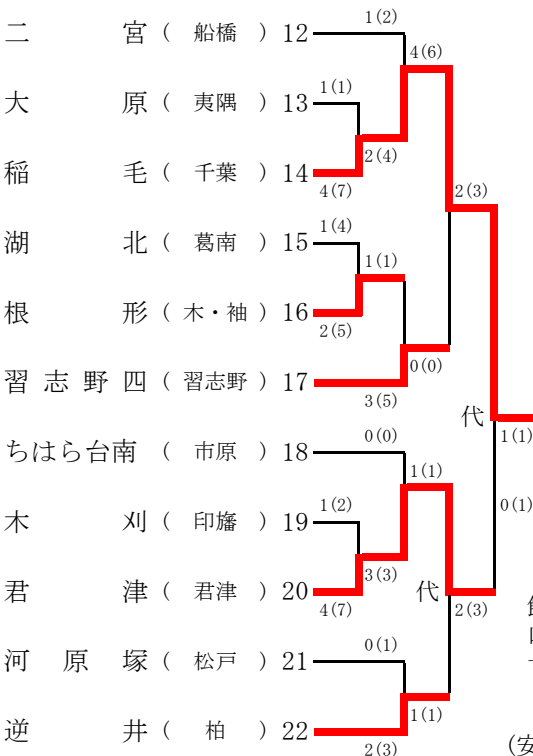 1(2)
二宮 ( 船橋 ) 12
4(6)
1(1)
大原 ( 夷隅 ) 13
2(4)
稲毛 ( 千葉 ) 14
4(7)
2(3)
1(4)
湖北 ( 葛南 ) 15
1(1)
根形 ( 木・袖 ) 16
2(5)
0(0)
習志野四 ( 習志野 ) 17
3(5)
代
1(1)
0(0)
ちはら台南 ( 市原 ) 18
1(1)
1(2)
0(1)
木刈 ( 印旛 ) 19
3(3)
代
君津 ( 君津 ) 20
4(7)
2(3)
0(1)
河原塚 ( 松戸 ) 21
1(1)
逆井 ( 柏 ) 22
2(3)
(安